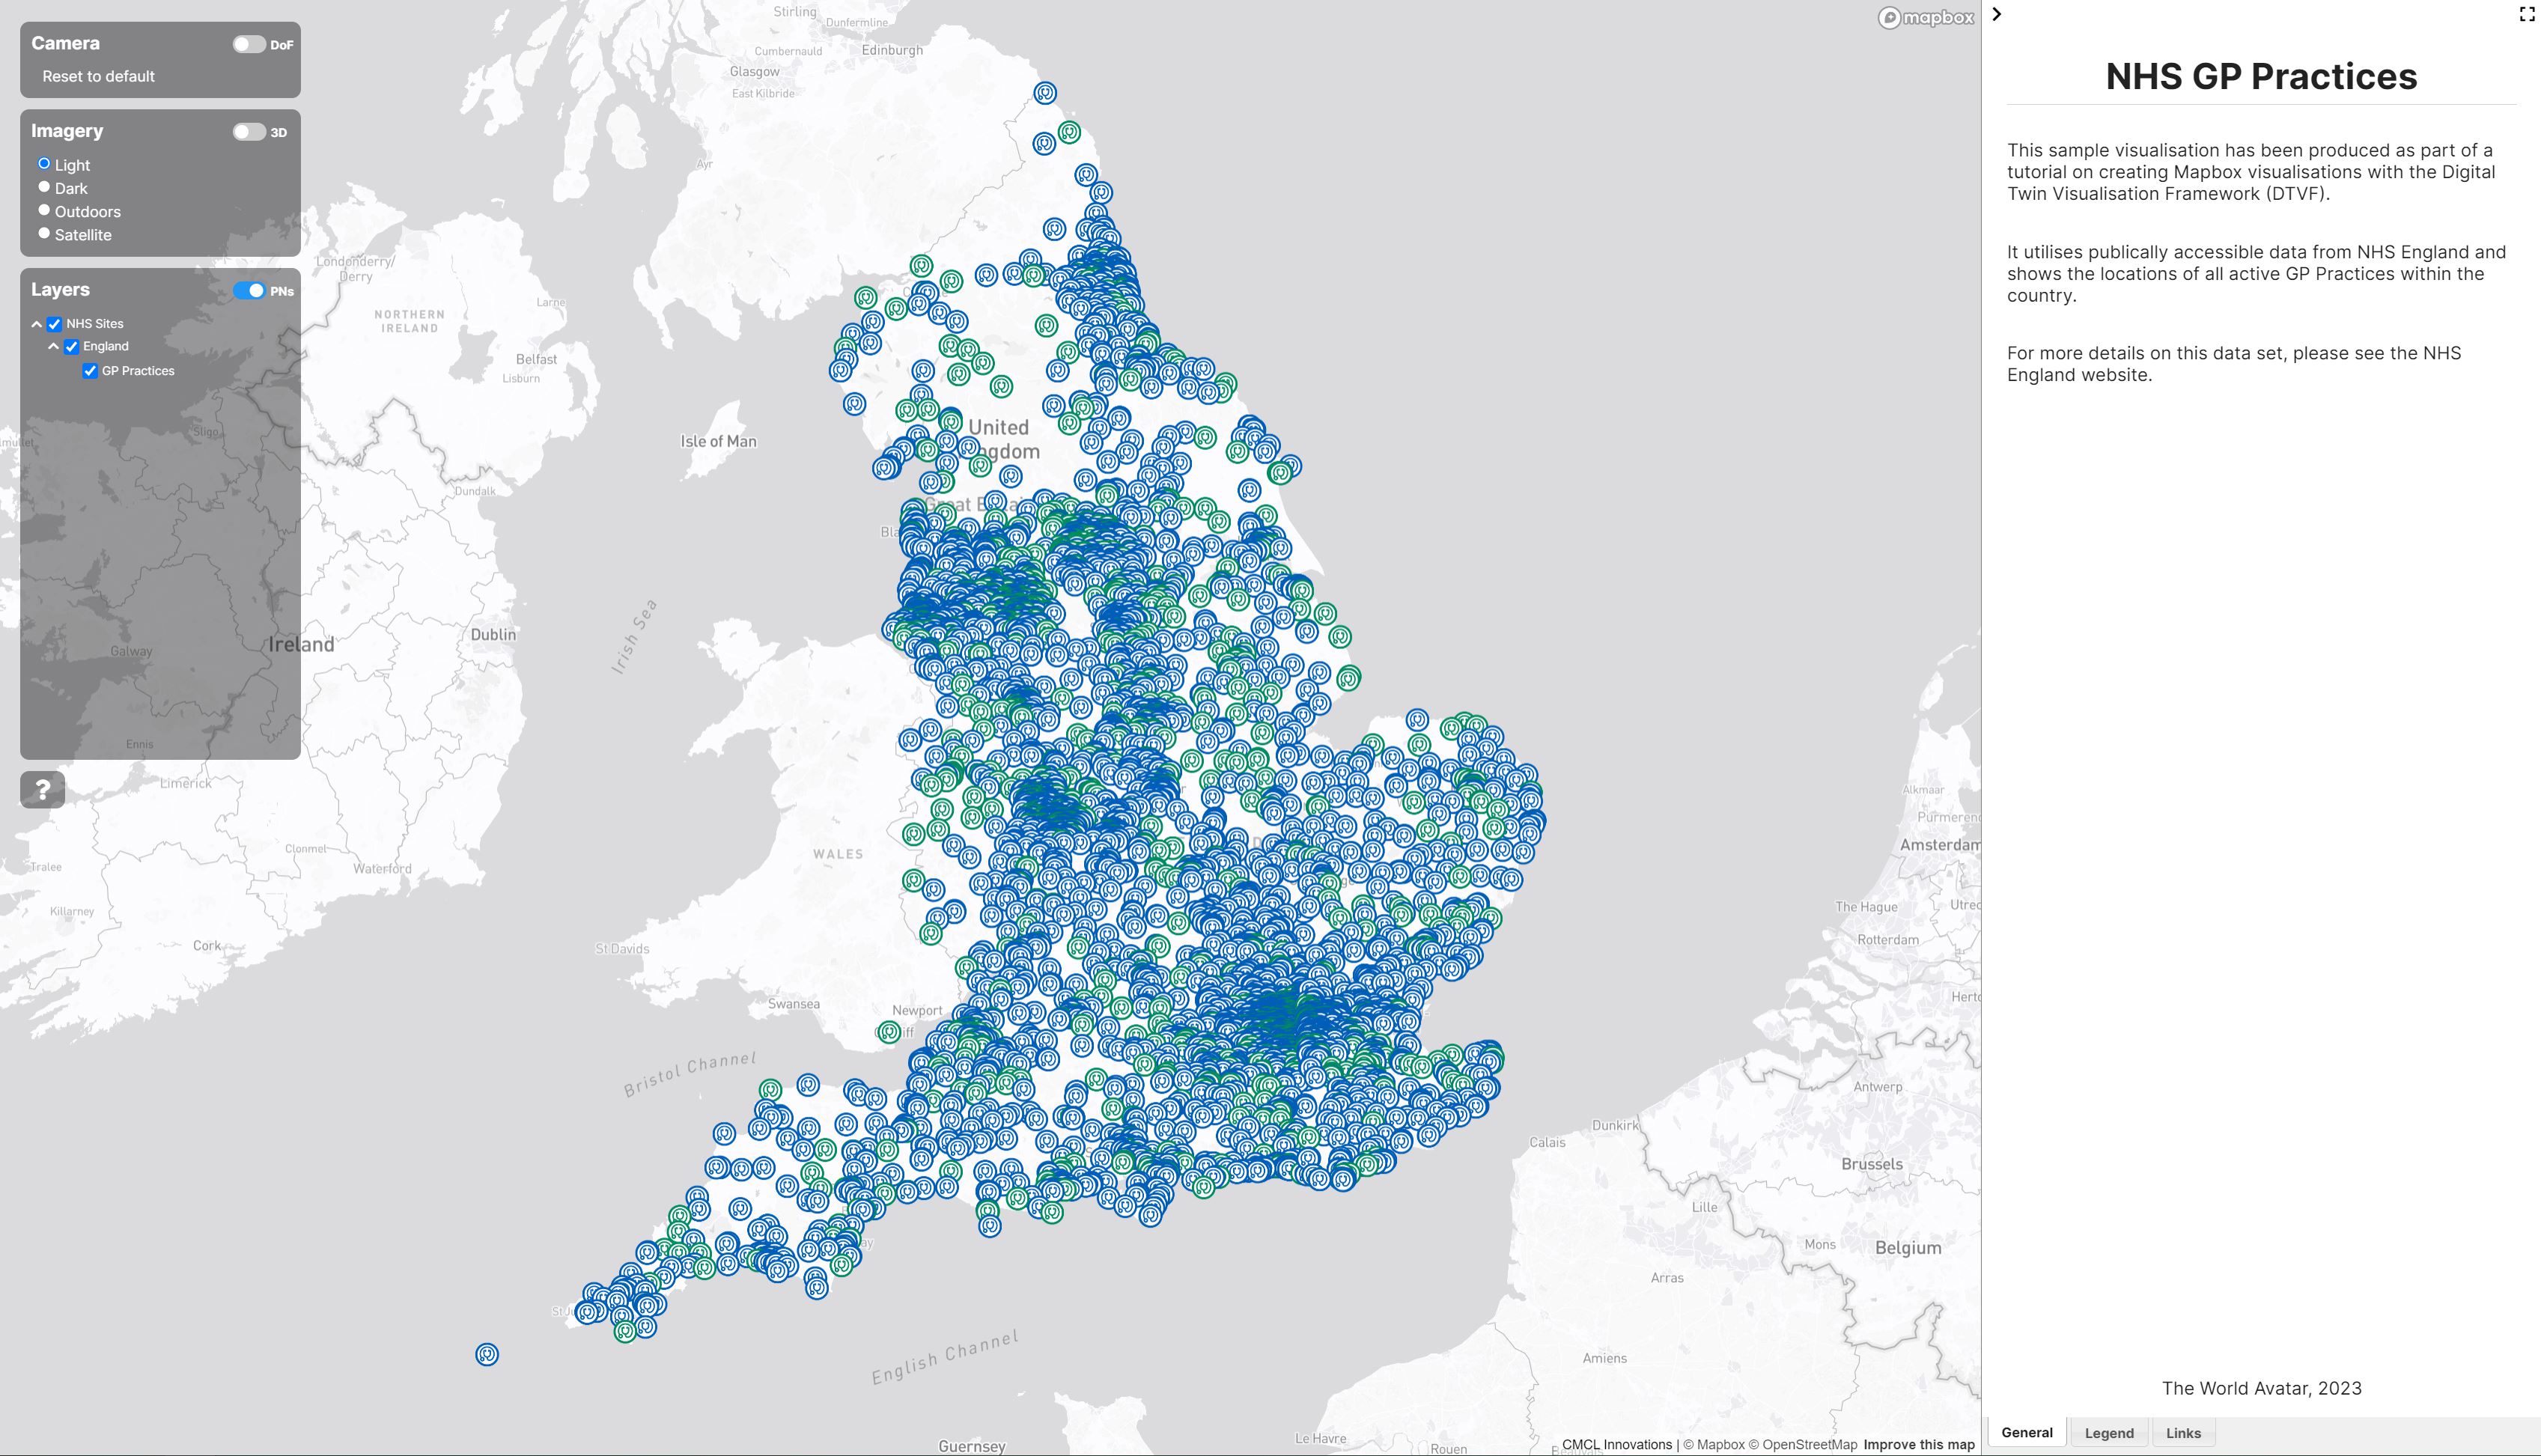 Camera
DoF
Reset to default
Imagery
3D
Light
Dark
Outdoors
Satellite
Layers
PNs
NHS Sites
England
GP Practices
?
mapbox
Stirling
Dunfermline
Cumbernauld
Edinburgh
Glasgow
East Kilbride
Ayr
Londonderry/
Derry
Larne
NORTHERN
IRELAND
Belfast
Lisburn
Sligo
Isle of Man
United
Dundalk
Irish Sea
Dublin
Ireland
Galway
Ennis
Limerick
Clonmel
Tralee
Waterford
Killarney
Cork
WALES
St Davids
Swansea
Newport
Bristol Channel
English Channel
Guernsey
Alkmaar
Amsterdam
The Hague
Rotterdam
Antwerp
Dunkirk
Calais
Brussels
Lille
Mons
Belgium
Arras
Amiens
Le Havre
Rouen
CMCL Innovations | © Mapbox © OpenStreetMap Improve this map
NHS GP Practices
This sample visualisation has been produced as part of a
tutorial on creating Mapbox visualisations with the Digital
Twin Visualisation Framework (DTVF).
It utilises publically accessible data from NHS England and
shows the locations of all active GP Practices within the
country.
For more details on this data set, please see the NHS
England website.
The World Avatar, 2023
General
Legend
Links